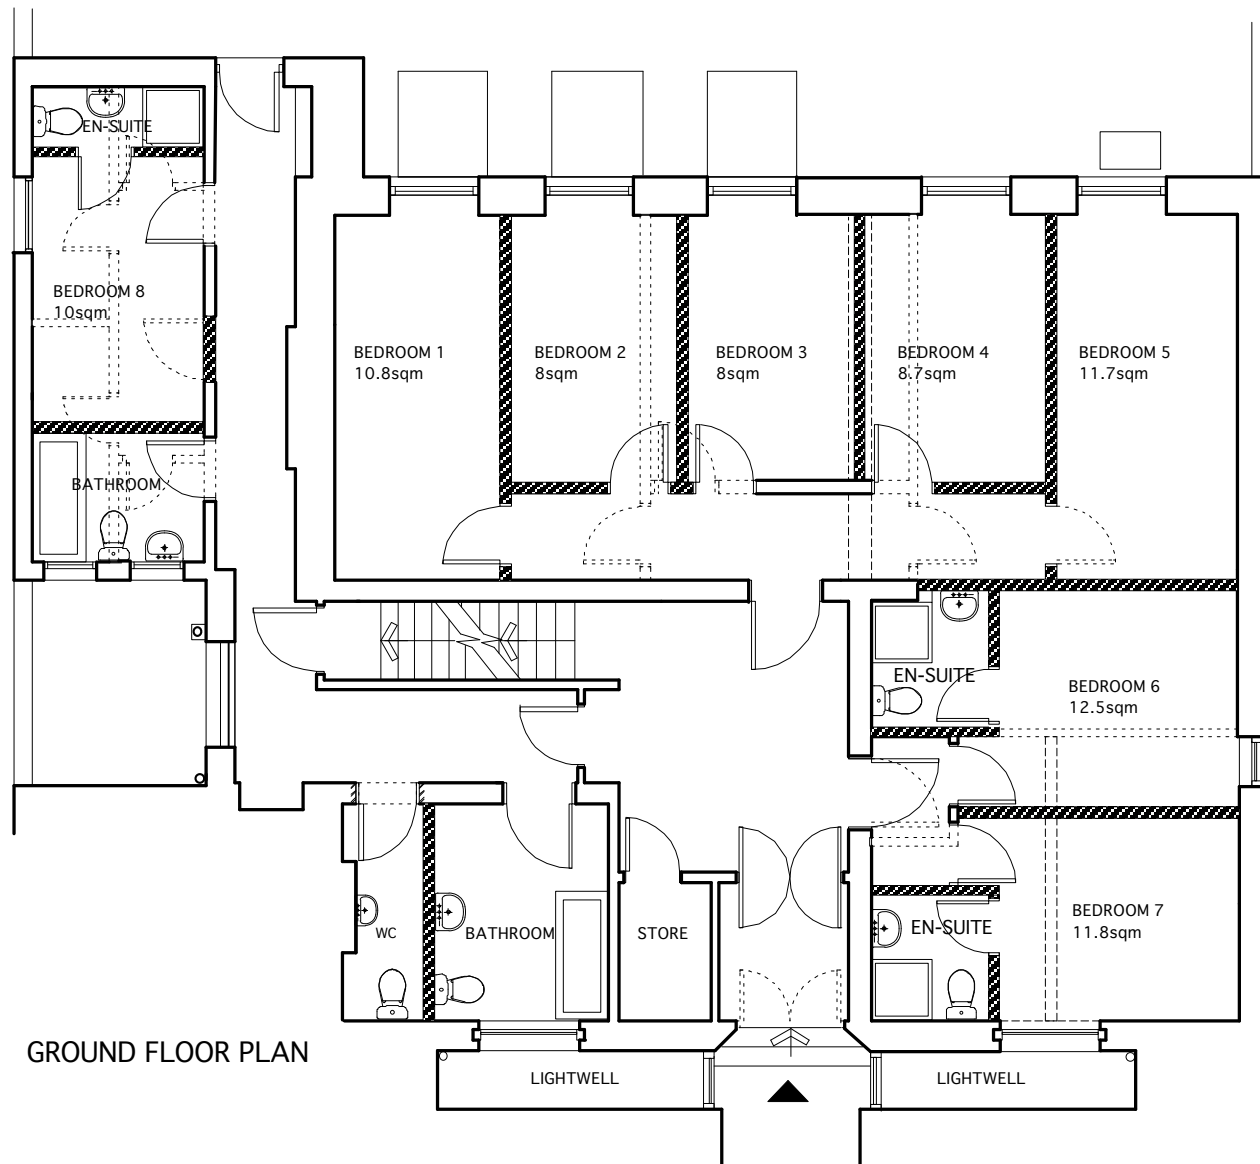 EN-SUITE
BEDROOM 8
10sqm
BATHROOM
BEDROOM 1
10.8sqm
BEDROOM 2
8sqm
BEDROOM 3
8sqm
BEDROOM 4
8.7sqm
BEDROOM 5
11.7sqm
EN-SUITE
BEDROOM 6
12.5sqm
WC
BATHROOM
STORE
EN-SUITE
BEDROOM 7
11.8sqm
GROUND FLOOR PLAN
LIGHTWELL
LIGHTWELL